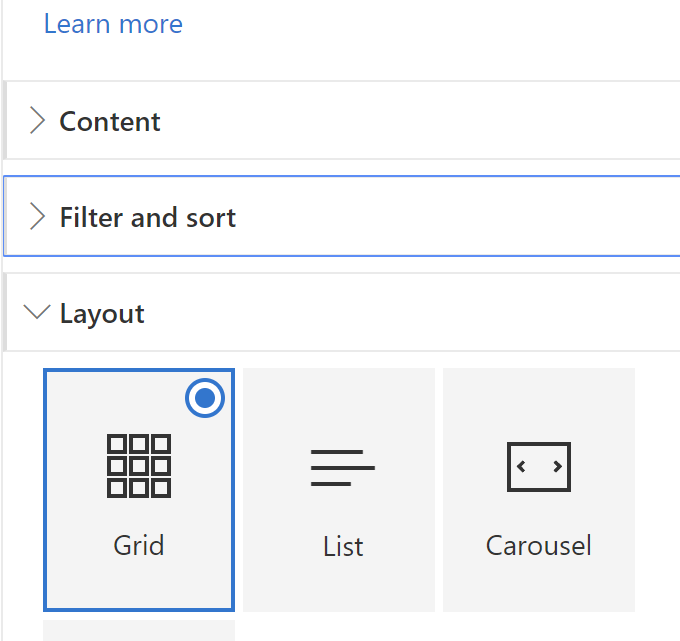 Learn more
Content
Filter and sort
Layout
Grid
List
Carousel